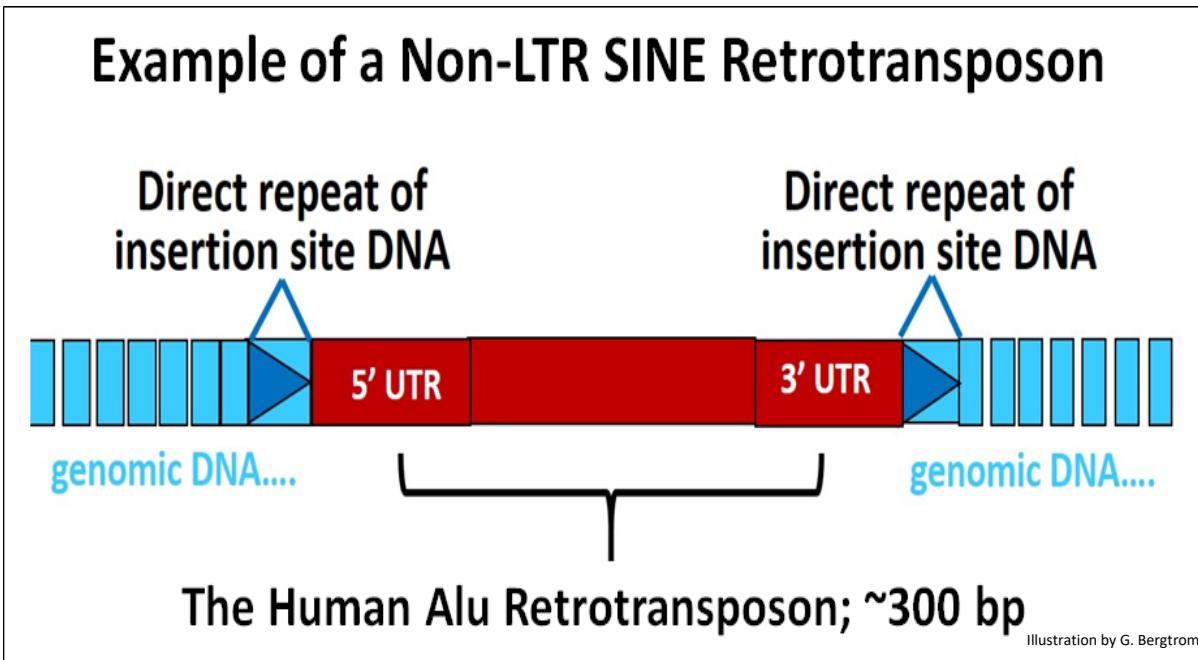 Example of a Non-LTR SINE Retrotransposon
Direct repeat of
insertion site DNA
Direct repeat of
insertion site DNA
5' UTR
3' UTR
genomic DNA....
genomic DNA....
The Human Alu Retrotransposon; ~300 bp
Illustration by G. Bergtrom